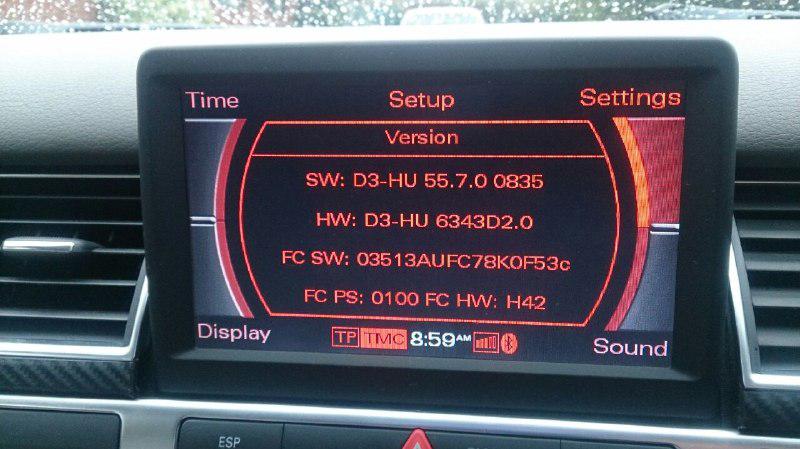 Time Setup Settings
Version
SW: D3-HU 55.7.0 0835
HW: D3-HU 6343D2.0
FC SW: 03513AUFC78K0F53c
FC PS: 0100 FC HW: H42
Display TP TMC 8:59AM Sound
ESP